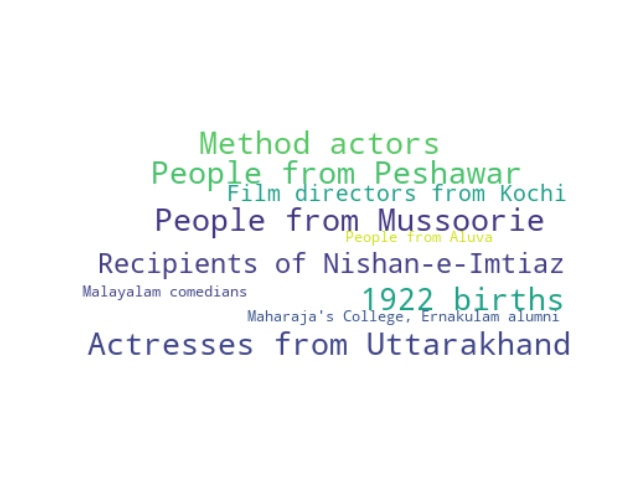 Method actors
People from Peshawar
Film directors from Kochi
People from Mussoorie
People from Aluva
Recipients of Nishan-e-Imtiaz
Malayalam comedians
1922 births
Maharaja's College, Ernakulam alumni
Actresses from Uttarakhand